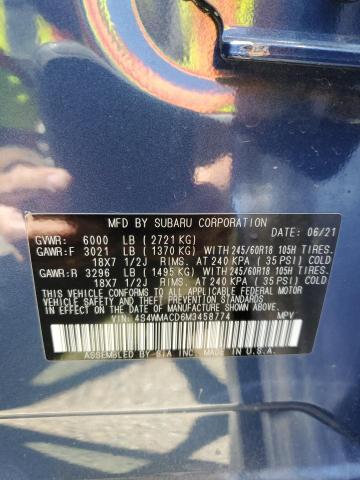 MFD BY SUBARU CORPORATION DATE: 06/21
GVWR: 6000 LB ( 2721 KG)
GAWR:F 3021 LB ( 1370 KG) WITH 245/60R18 105H TIRES,
18X7 1/2J RIMS, AT 240 KPA ( 35 PSI) COLD
GAWR:R 3296 LB ( 1495 KG) WITH 245/60R18 105H TIRES,
18X7 1/2J RIMS, AT 240 KPA ( 35 PSI) COLD
THIS VEHICLE CONFORMS TO ALL APPLICABLE FEDERAL MOTOR
VEHICLE SAFETY, BUMPER, AND THEFT PREVENTION STANDARDS
IN EFFECT ON THE DATE OF MANUFACTURE SHOWN ABOVE.
VIN: 4S4WMACD6M3458774 MPV
ASSEMBLED BY SIA, INC. MADE IN U.S.A.